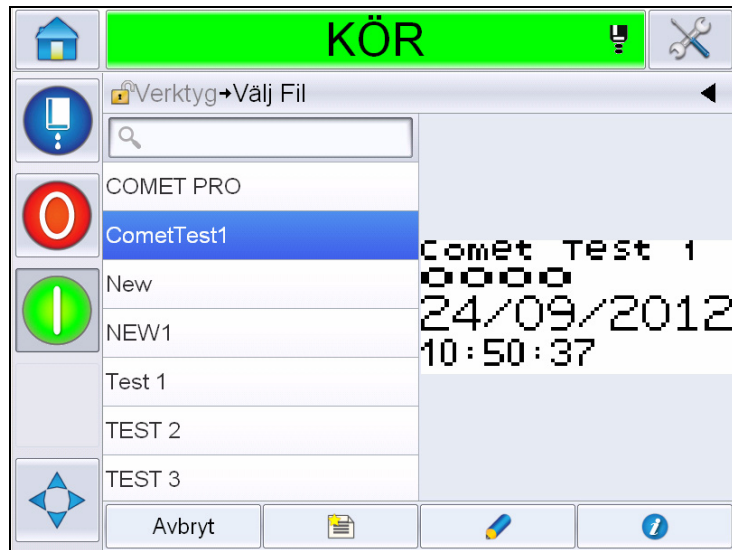 KÖR
Verktyg→Välj Fil
COMET PRO
CometTest1
New
NEW1
Test 1
TEST 2
TEST 3
Comet Test 1
0000
24/09/2012
10:50:37
Avbryt